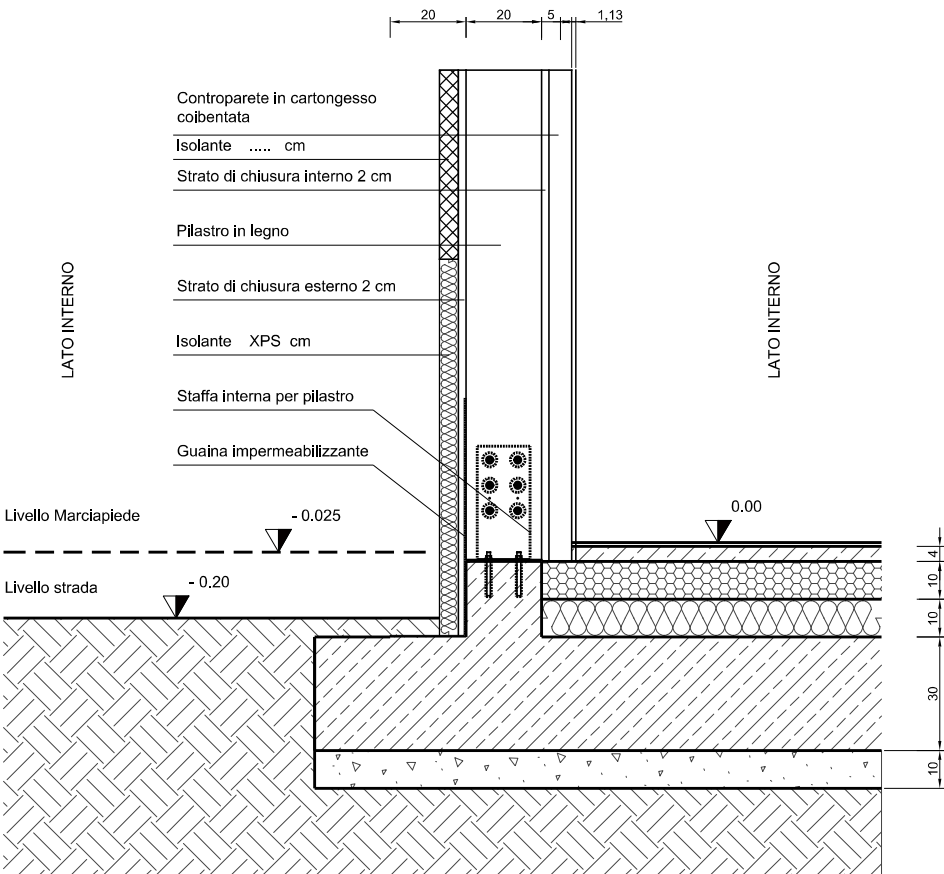 20 20 5 1,13
Controparete in cartongesso
coibentata
Isolante ..... cm
Strato di chiusura interno 2 cm
Pilastro in legno
Strato di chiusura esterno 2 cm
Isolante XPS cm
Staffa interna per pilastro
Guaina impermeabilizzante
LATO INTERNO
LATO INTERNO
Livello Marciapiede
- 0.025
Livello strada
- 0.20
0.00
4
10
10
30
10